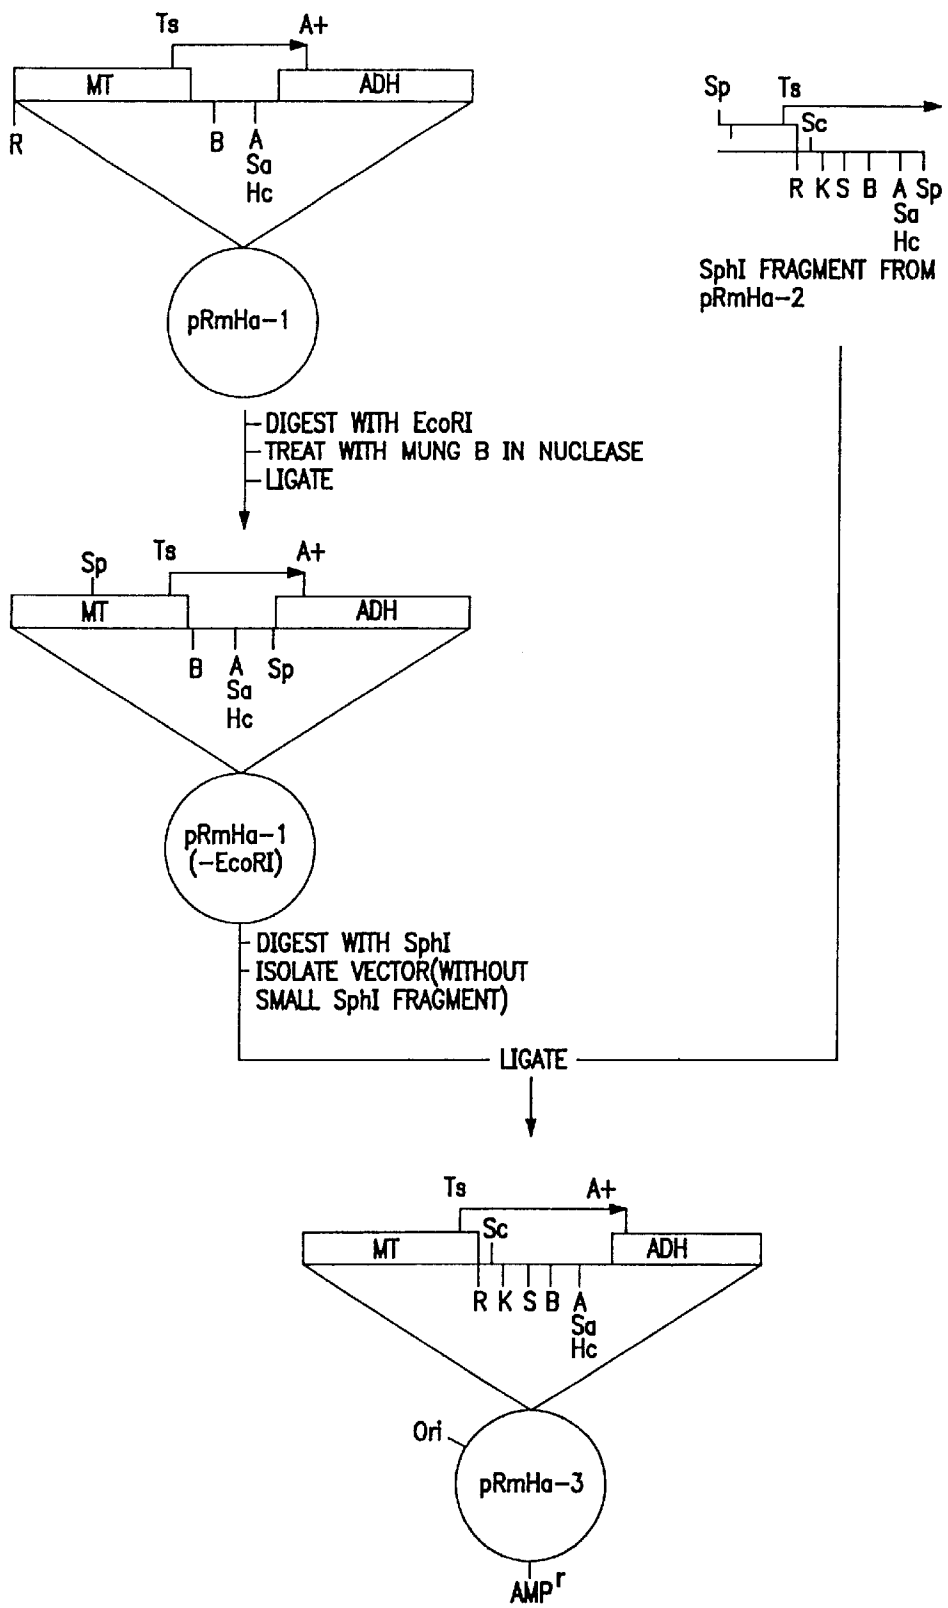 Ts A+
MT ADH
R B A
Sa
Hc
pRmHa-1
Sp Ts
Sc
R K S B A Sp
Sa
Hc
SphI FRAGMENT FROM
pRmHa-2
DIGEST WITH EcoRI
TREAT WITH MUNG B IN NUCLEASE
LIGATE
Sp Ts A+
MT ADH
B A Sp
Sa
Hc
pRmHa-1
(-EcoRI)
DIGEST WITH SphI
ISOLATE VECTOR(WITHOUT
SMALL SphI FRAGMENT)
LIGATE
Ts A+
Sc
MT ADH
R K S B A
Sa
Hc
Ori
pRmHa-3
AMPr